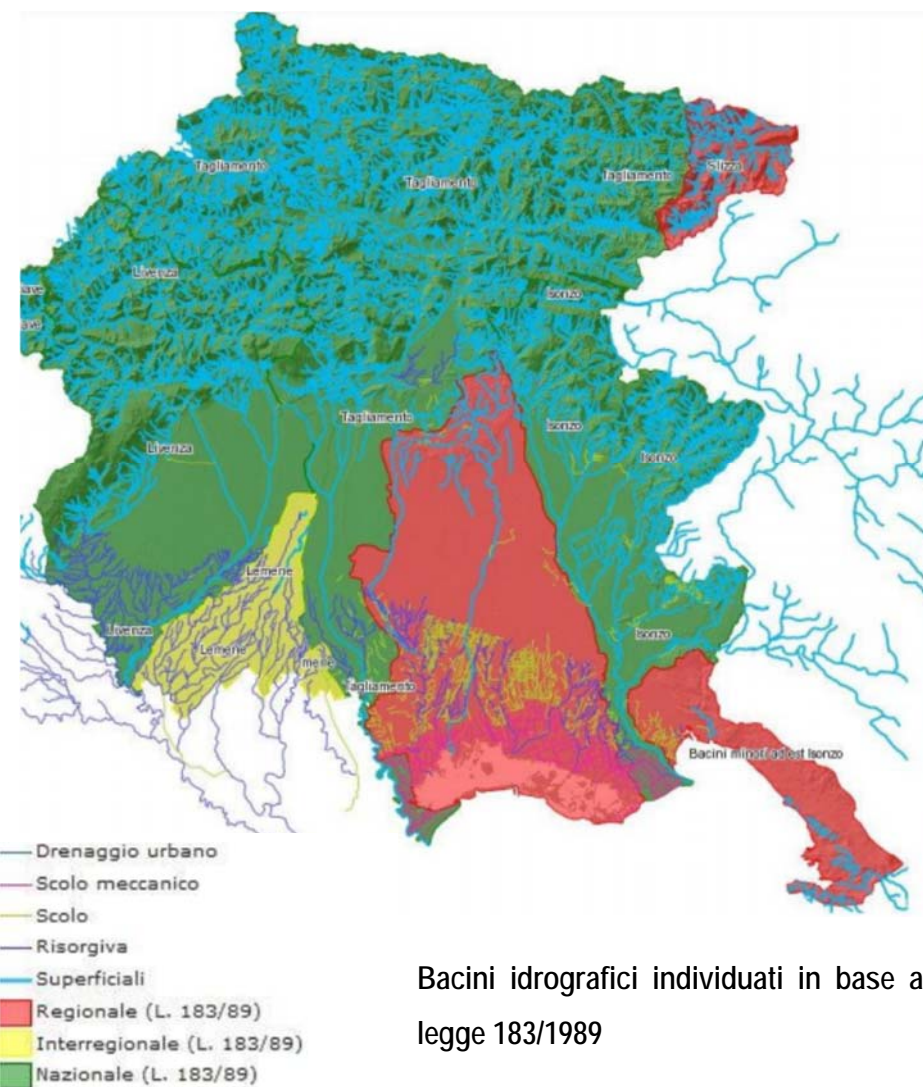 Tagliamento
Slizza
Tagliamento
Tagliamento
Livenza
Isonzo
Tagliamento
Isonzo
Livenza
Isonzo
Lemene
Livenza
Isonzo
Lemene
Tagliamento
Bacini minori ad est Isonzo
Drenaggio urbano
Scolo meccanico
Scolo
Risorgiva
Superficiali
Regionale (L. 183/89)
Interregionale (L. 183/89)
Nazionale (L. 183/89)
Bacini idrografici individuati in base a
legge 183/1989